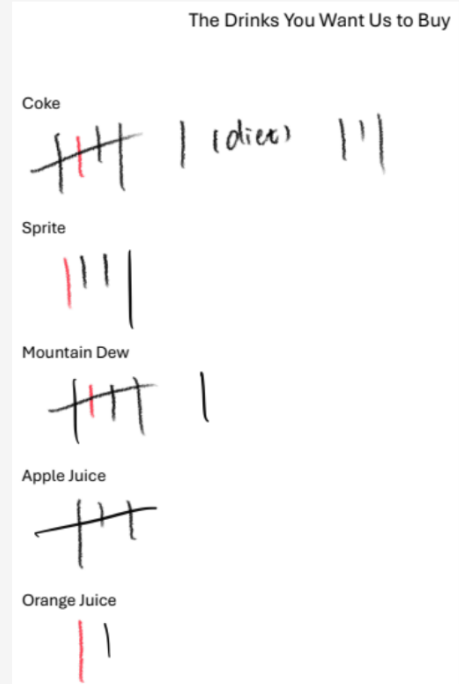 The Drinks You Want Us to Buy
Coke
(diet)
Sprite
Mountain Dew
Apple Juice
Orange Juice